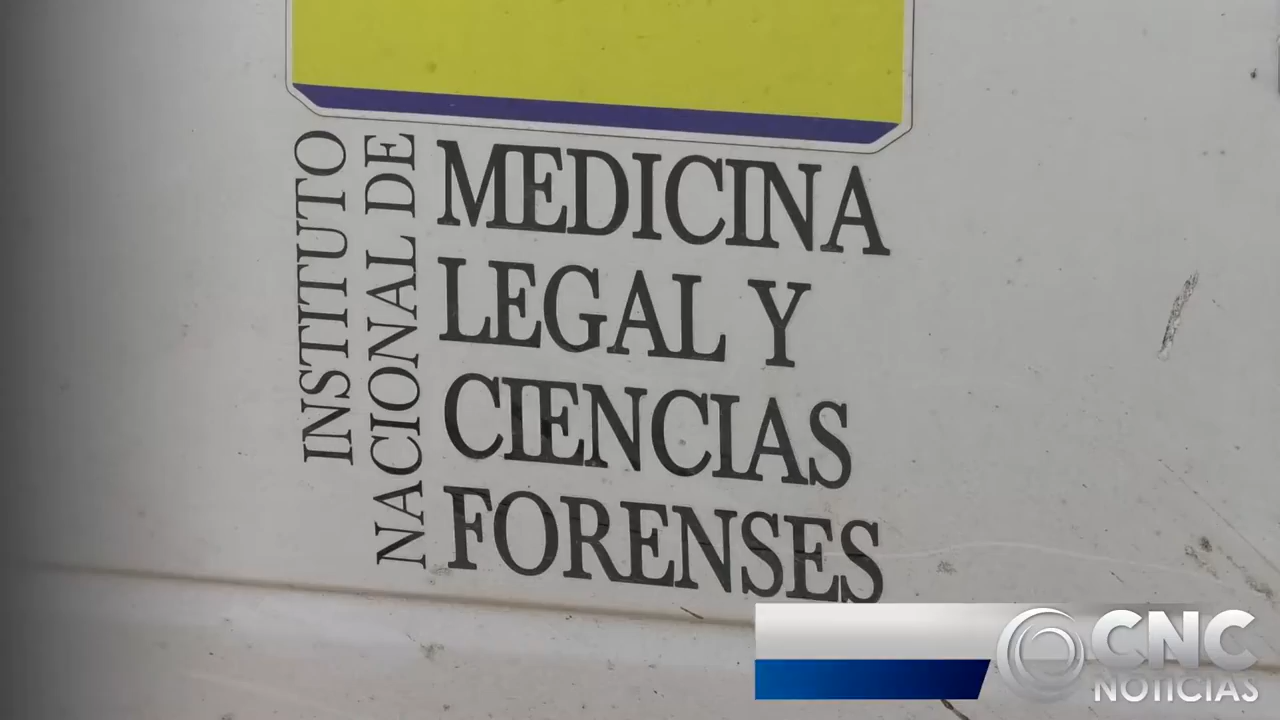 INSTITUTO
NACIONAL DE
MEDICINA
LEGAL Y
CIENCIAS
FORENSES
CNC
NOTICIAS